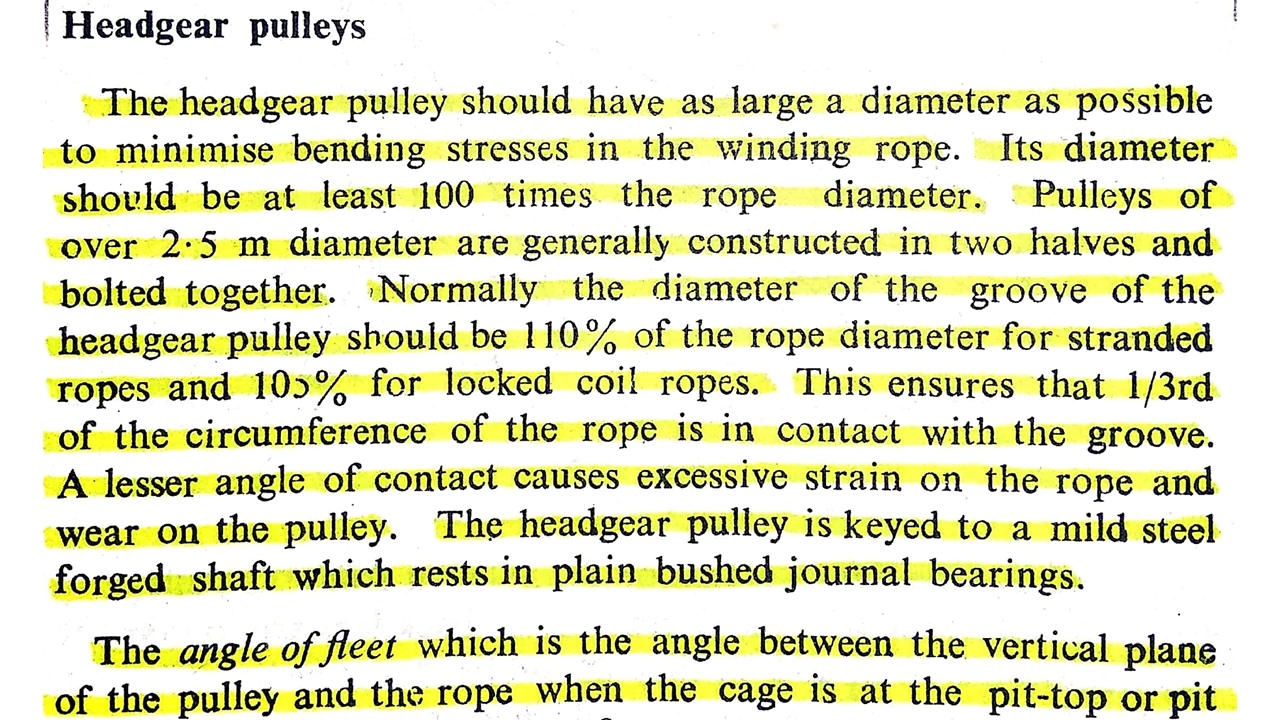 Headgear pulleys
The headgear pulley should have as large a diameter as possible
to minimise bending stresses in the winding rope. Its diameter
should be at least 100 times the rope diameter. Pulleys of
over 2·5 m diameter are generally constructed in two halves and
bolted together. Normally the diameter of the groove of the
headgear pulley should be 110% of the rope diameter for stranded
ropes and 105% for locked coil ropes. This ensures that 1/3rd
of the circumference of the rope is in contact with the groove.
A lesser angle of contact causes excessive strain on the rope and
wear on the pulley. The headgear pulley is keyed to a mild steel
forged shaft which rests in plain bushed journal bearings.
The angle of fleet which is the angle between the vertical plane
of the pulley and the rope when the cage is at the pit-top or pit